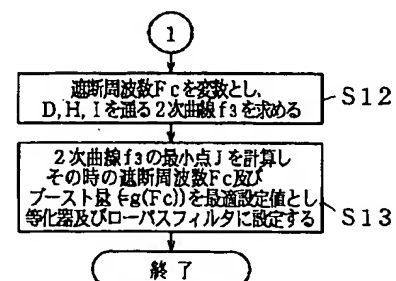 1
遮断周波数Fcを変数とし、
D,H,Iを通る2次曲線f3を求める
S12
2次曲線f3の最小点Jを計算し
その時の遮断周波数Fc及び
ブースト量(=g(Fc))を最適設定値とし
等化器及びローパスフィルタに設定する
S13
終了